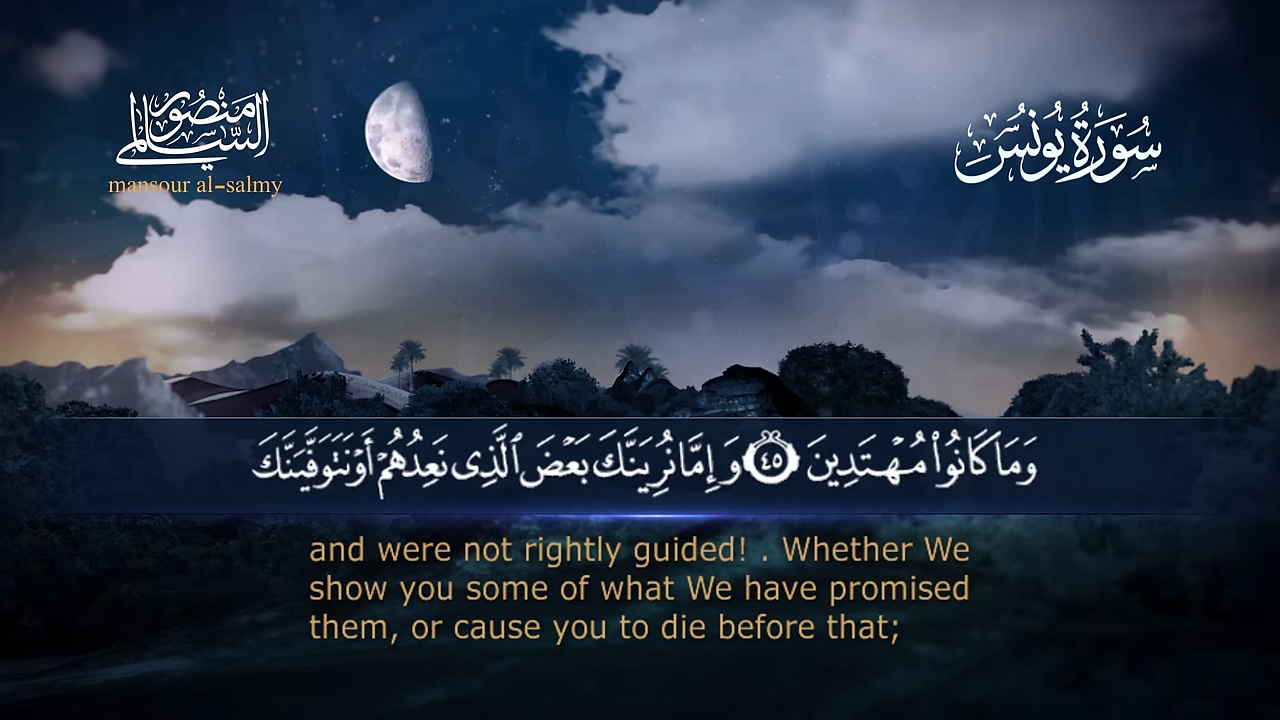 منصور السالمي
mansour al-salmy
سُورَةُ يُونُس
وَمَا كَانُوا۟ مُهْتَدِينَ ٤٥ وَإِمَّا نُرِيَنَّكَ بَعْضَ ٱلَّذِى نَعِدُهُمْ أَوْ نَتَوَفَّيَنَّكَ
and were not rightly guided! . Whether We
show you some of what We have promised
them, or cause you to die before that;